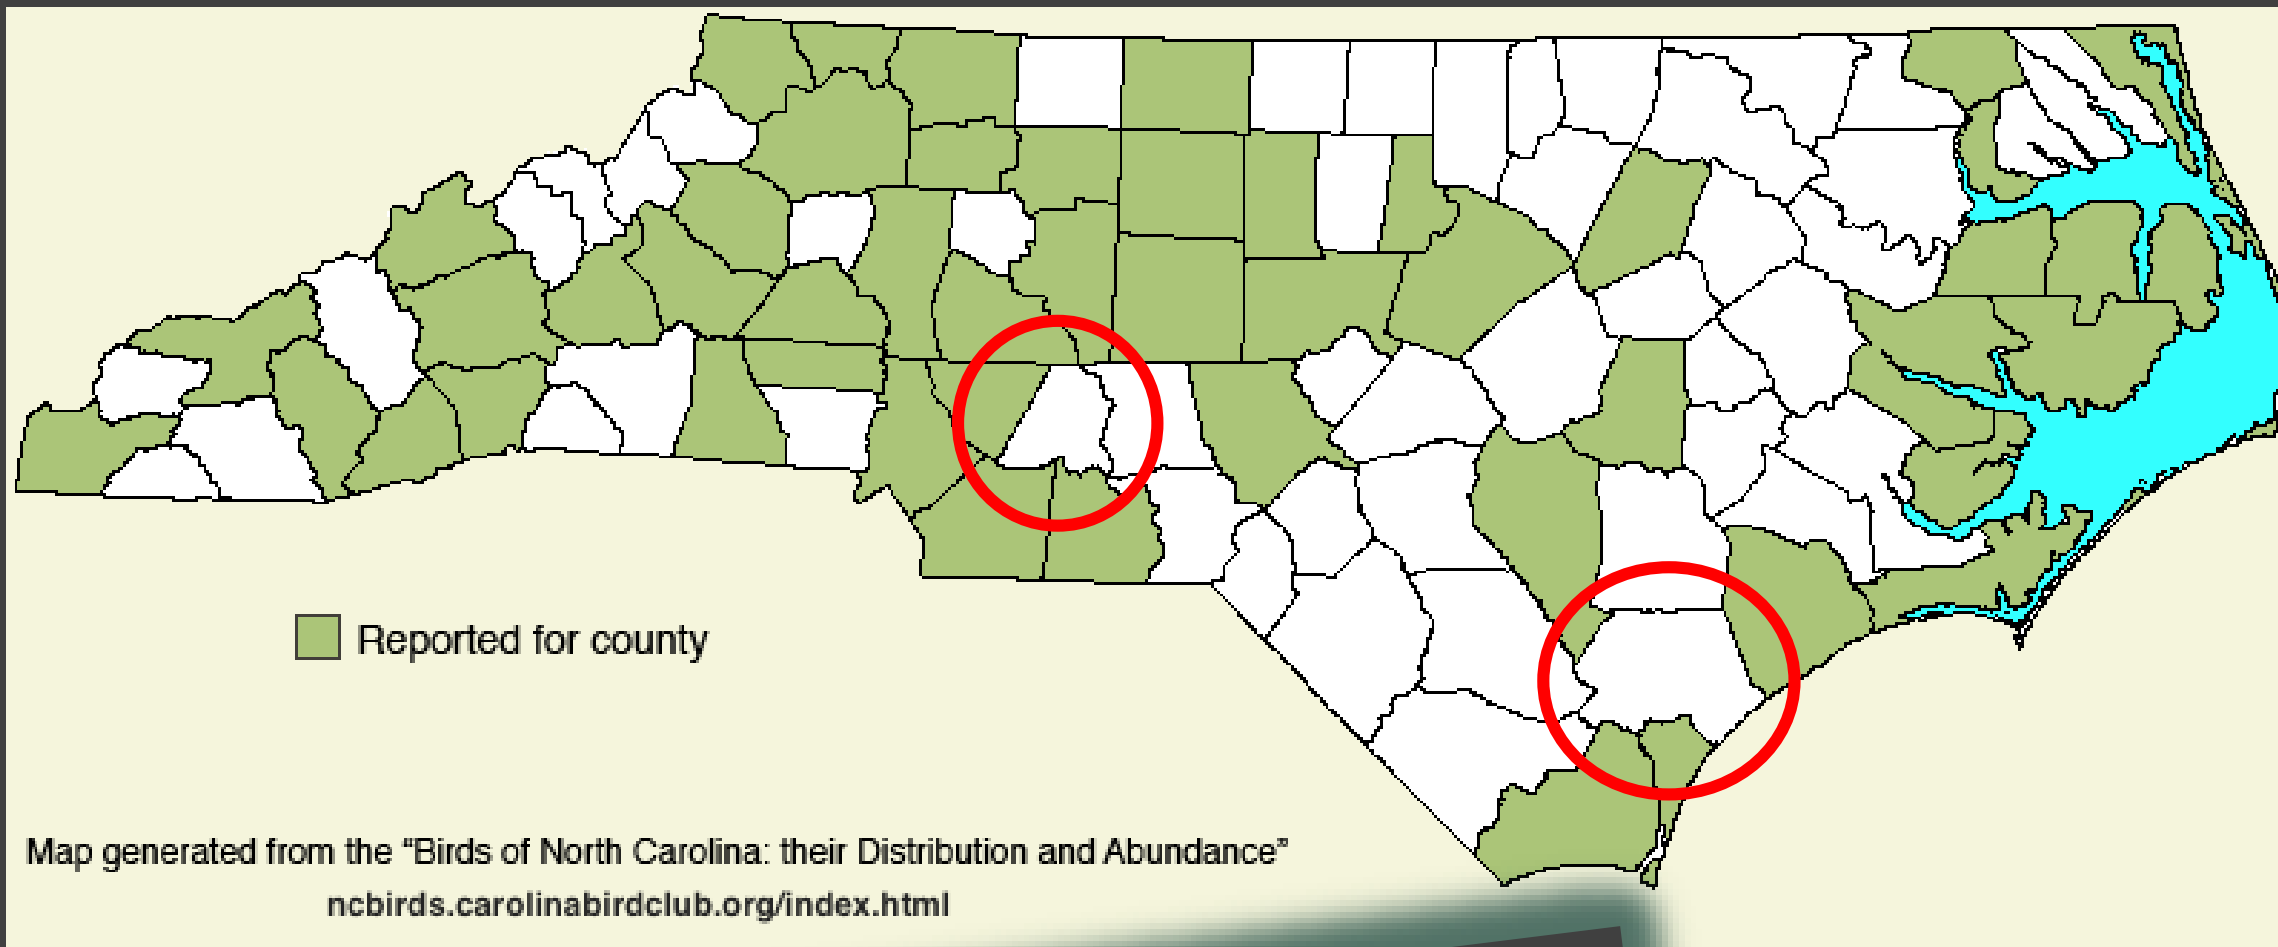 Reported for county
Map generated from the “Birds of North Carolina: their Distribution and Abundance”
ncbirds.carolinabirdclub.org/index.html